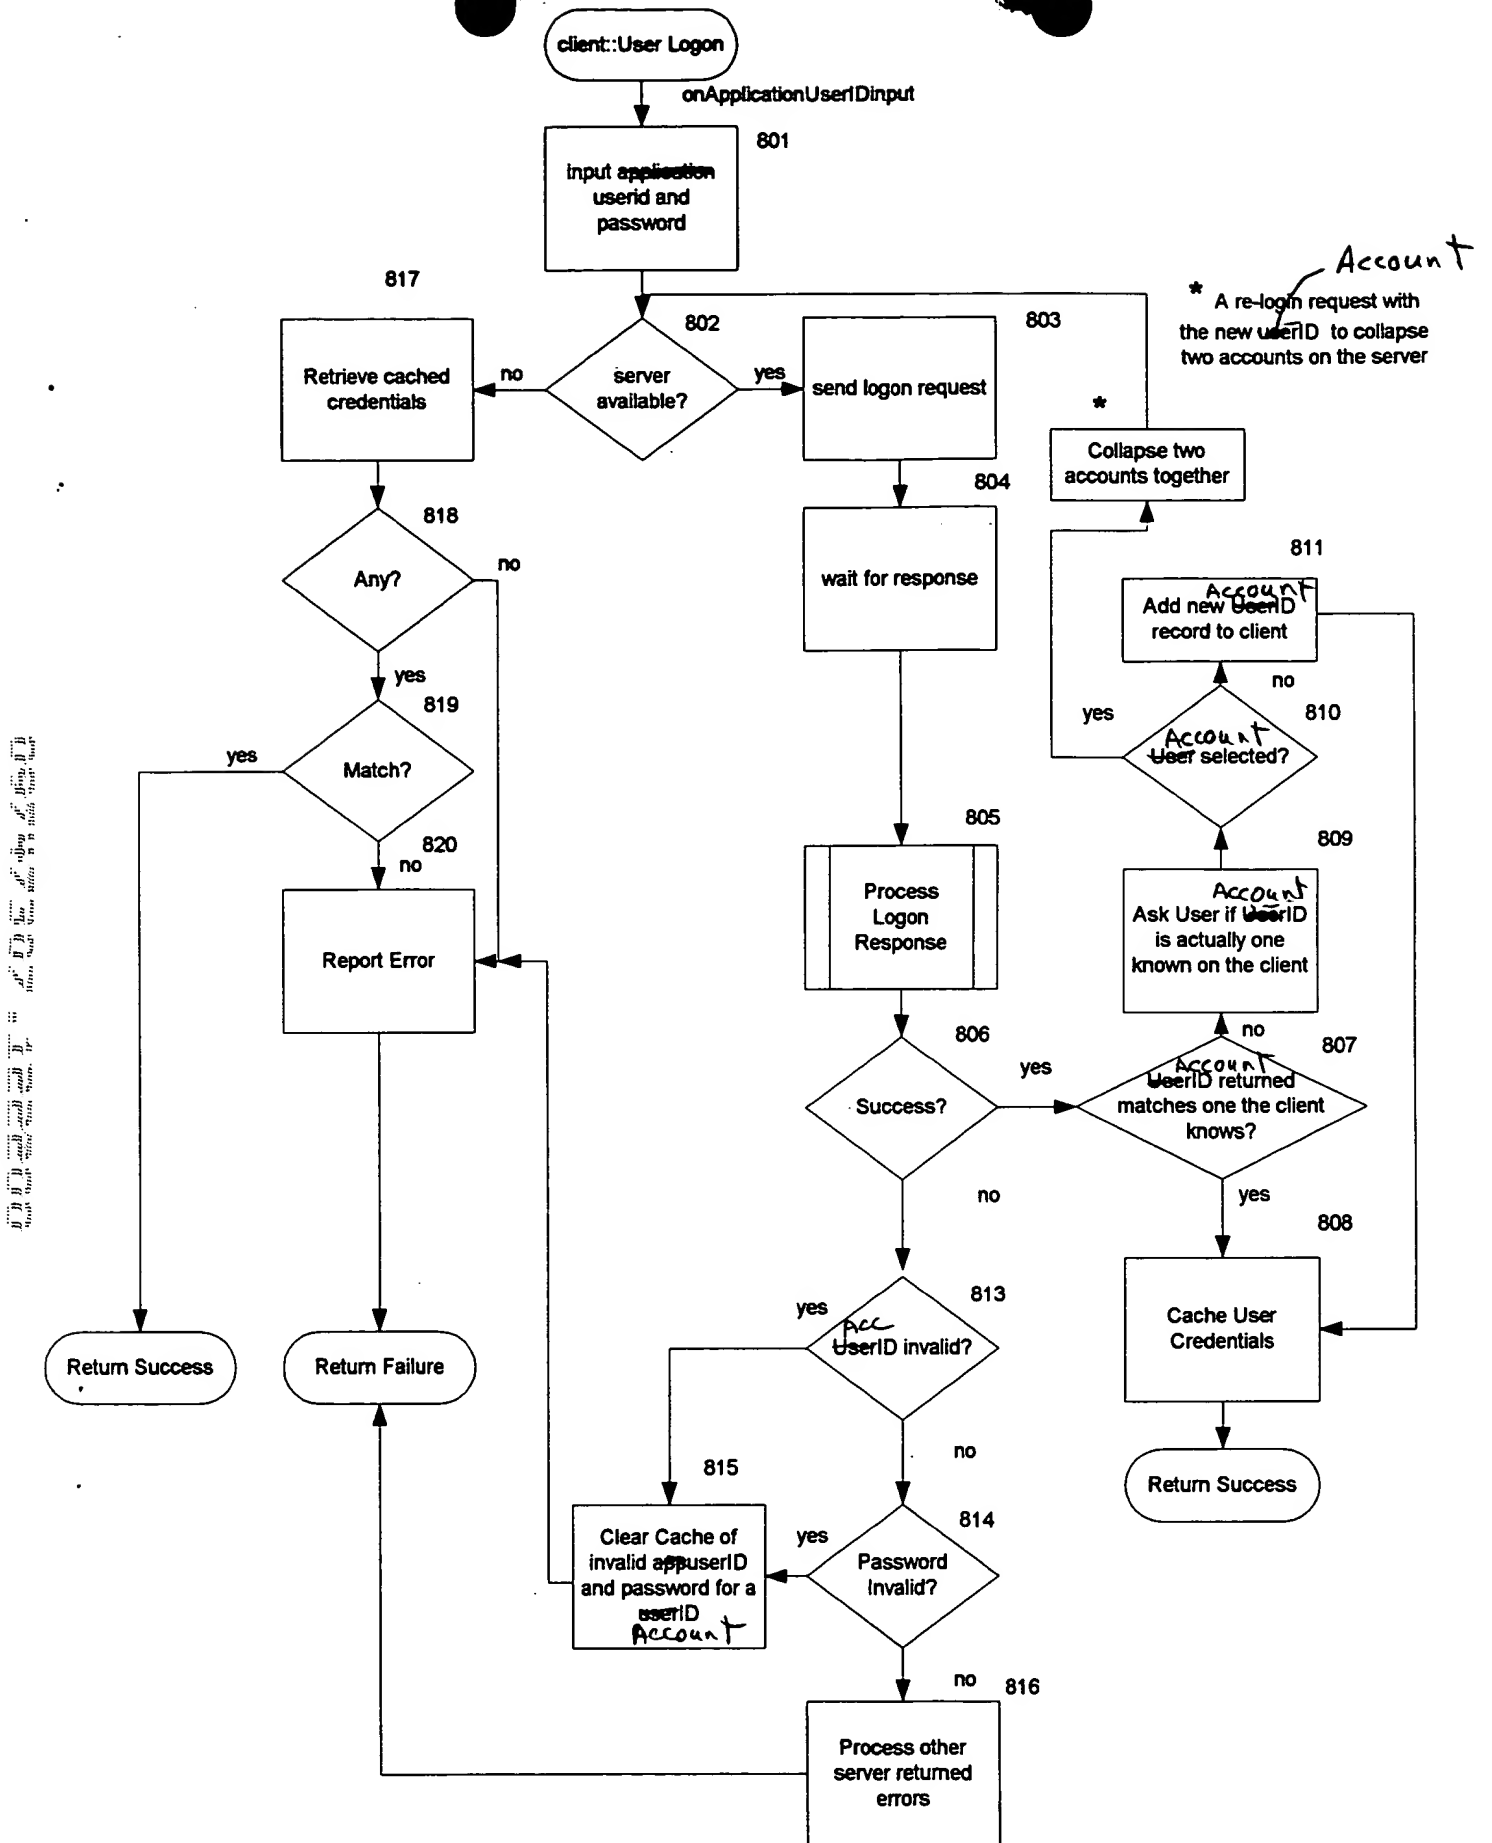 client::User Logon
onApplicationUserIDinput
801
input application
userid and
password
Account
* A re-login request with
the new userID to collapse
two accounts on the server
817
802
803
Retrieve cached
credentials
no
server
available?
yes
send logon request
*
Collapse two
accounts together
804
wait for response
818
Any?
no
yes
811
Account
Add new UserID
record to client
no
810
yes
Account
User selected?
819
yes
Match?
820
no
805
Process
Logon
Response
809
Account
Ask User if UserID
is actually one
known on the client
no
Report Error
806
Success?
yes
807
Account
UserID returned
matches one the client
knows?
no
yes
808
Cache User
Credentials
813
yes
Acc
UserID invalid?
Return Success
Return Failure
no
Return Success
815
Clear Cache of
invalid appuserID
and password for a
userID
Account
yes
814
Password
Invalid?
no
816
Process other
server returned
errors